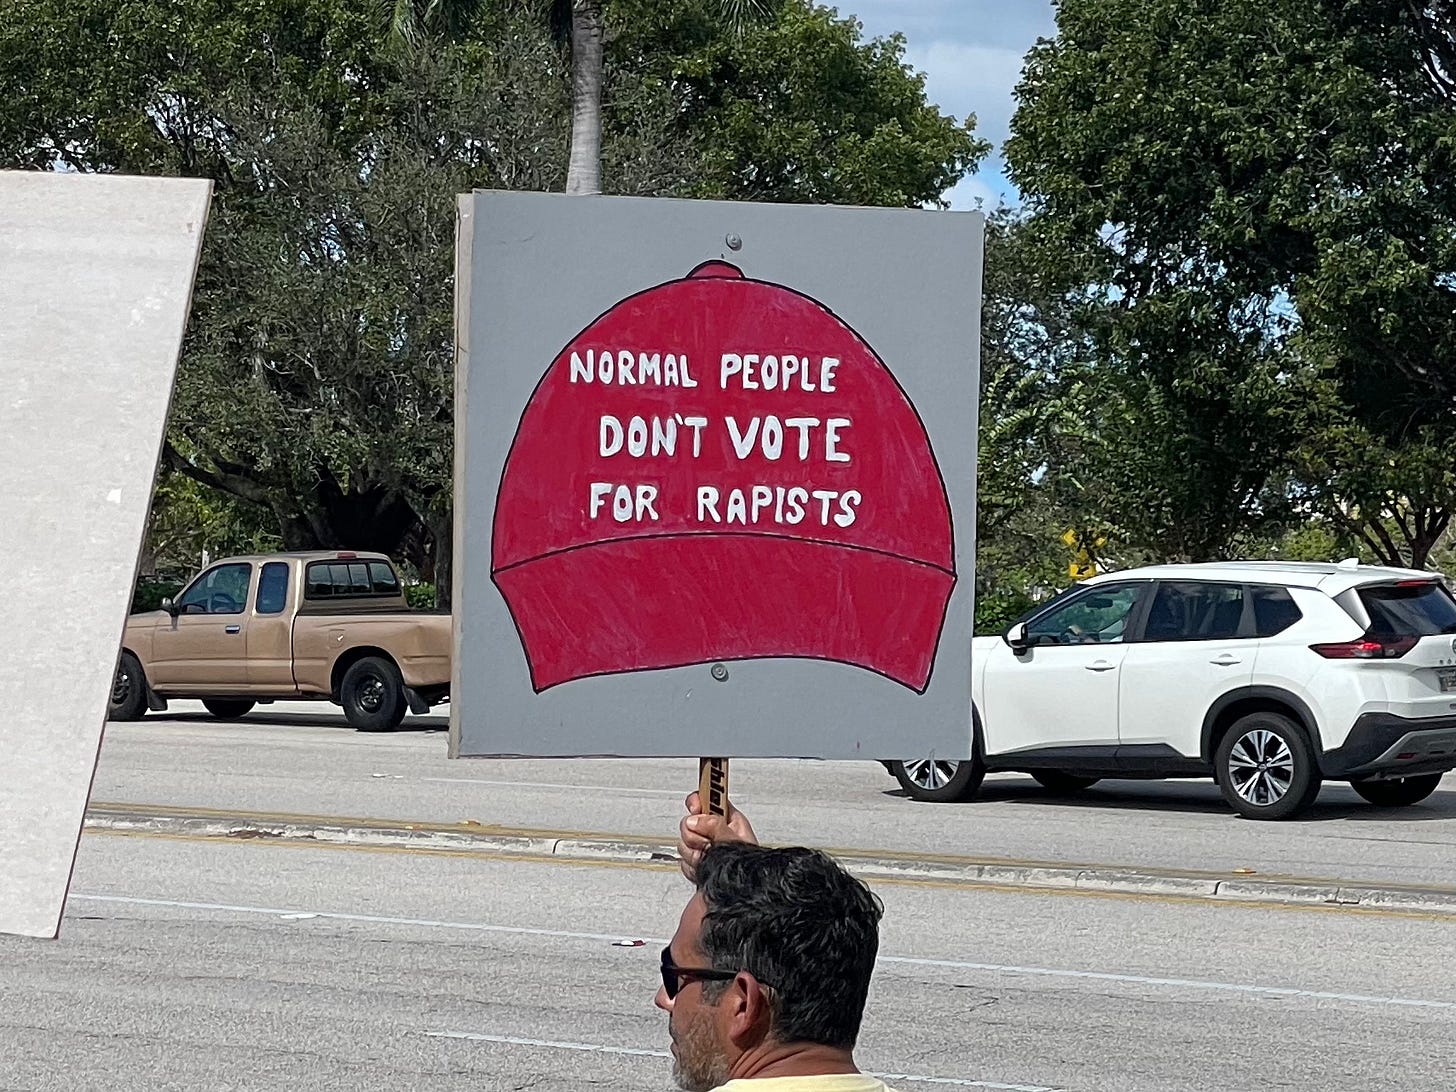 NORMAL PEOPLE
DON'T VOTE
FOR RAPISTS